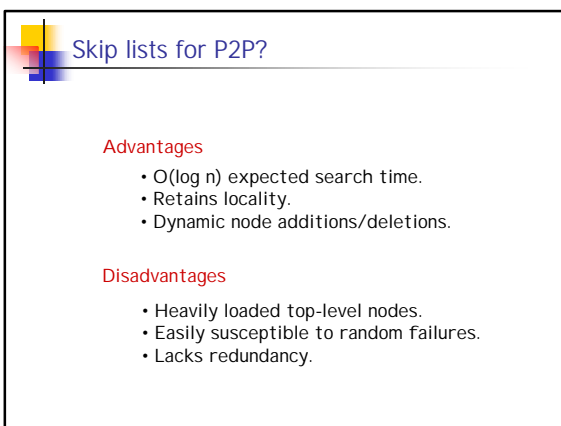 Skip lists for P2P?
Advantages
• O(log n) expected search time.
• Retains locality.
• Dynamic node additions/deletions.
Disadvantages
• Heavily loaded top-level nodes.
• Easily susceptible to random failures.
• Lacks redundancy.